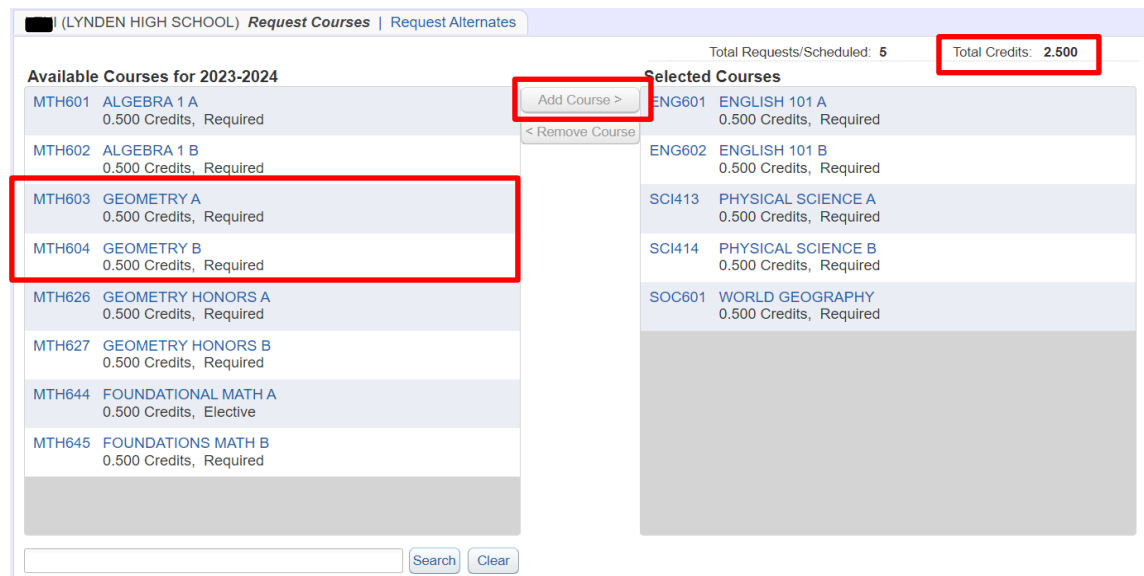 (LYNDEN HIGH SCHOOL) Request Courses | Request Alternates
Total Requests/Scheduled: 5 Total Credits: 2.500
Available Courses for 2023-2024
MTH601 ALGEBRA 1 A
0.500 Credits, Required
MTH602 ALGEBRA 1 B
0.500 Credits, Required
MTH603 GEOMETRY A
0.500 Credits, Required
MTH604 GEOMETRY B
0.500 Credits, Required
MTH626 GEOMETRY HONORS A
0.500 Credits, Required
MTH627 GEOMETRY HONORS B
0.500 Credits, Required
MTH644 FOUNDATIONAL MATH A
0.500 Credits, Elective
MTH645 FOUNDATIONS MATH B
0.500 Credits, Required
Search Clear
Add Course >
< Remove Course
Selected Courses
ENG601 ENGLISH 101 A
0.500 Credits, Required
ENG602 ENGLISH 101 B
0.500 Credits, Required
SCI413 PHYSICAL SCIENCE A
0.500 Credits, Required
SCI414 PHYSICAL SCIENCE B
0.500 Credits, Required
SOC601 WORLD GEOGRAPHY
0.500 Credits, Required